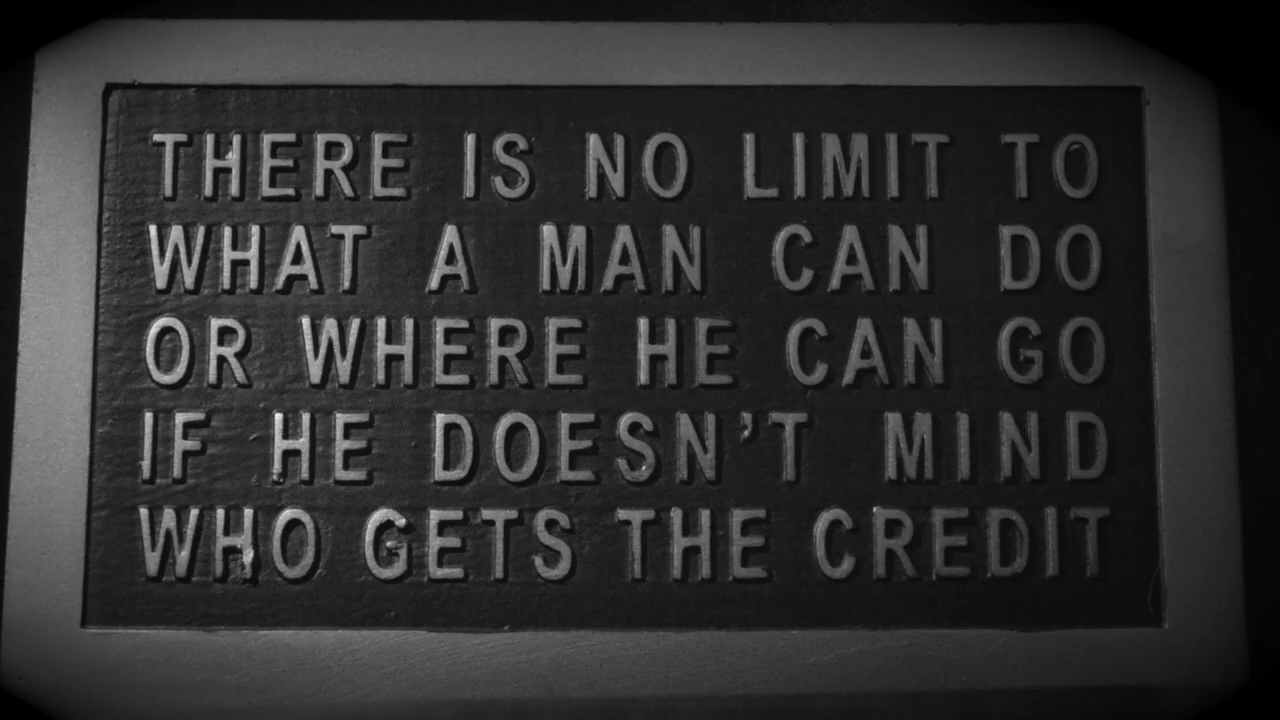 THERE IS NO LIMIT TO
WHAT A MAN CAN DO
OR WHERE HE CAN GO
IF HE DOESN'T MIND
WHO GETS THE CREDIT